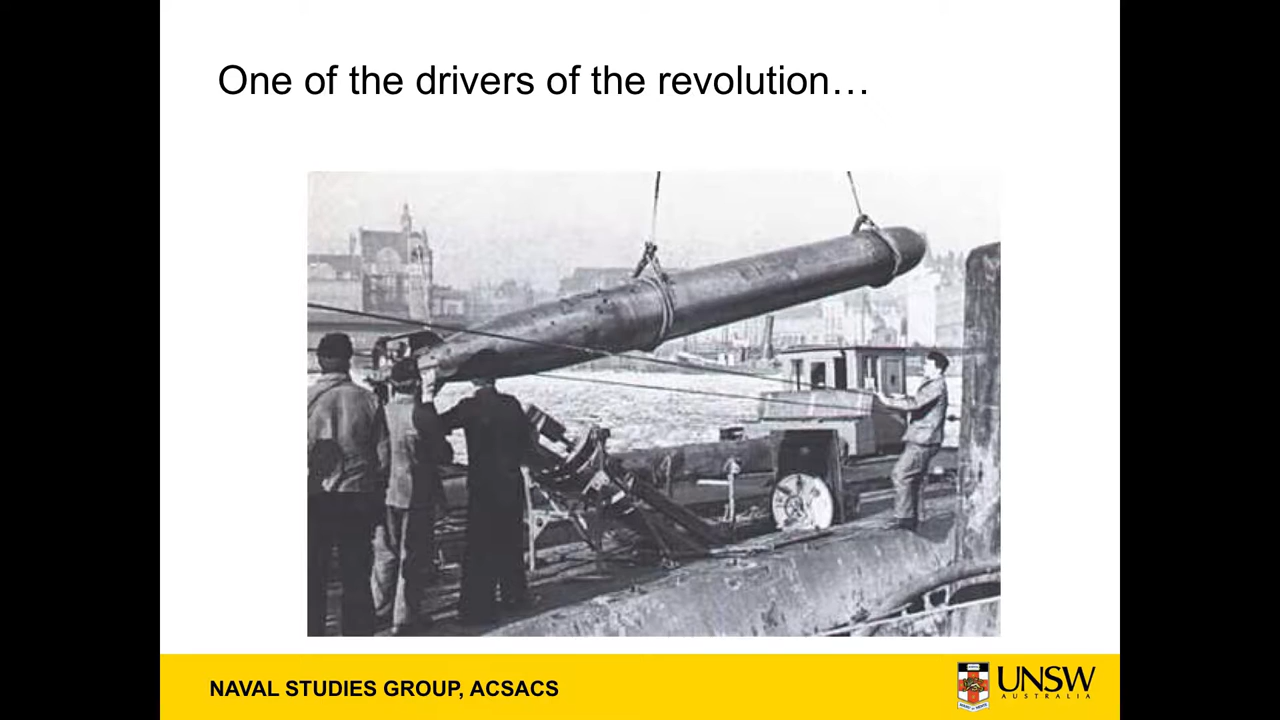 One of the drivers of the revolution…
NAVAL STUDIES GROUP, ACSACS
UNSW
AUSTRALIA